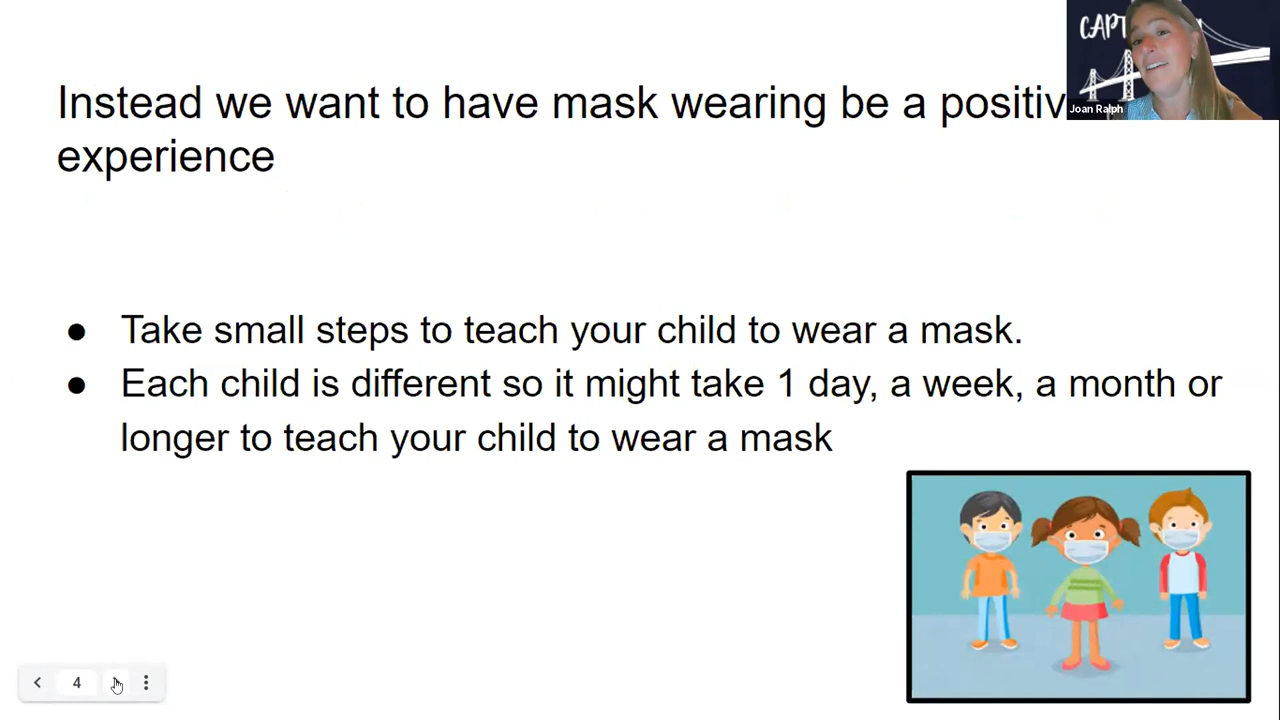 Instead we want to have mask wearing be a positiv
experience
CAPT
Joan Ralph
● Take small steps to teach your child to wear a mask.
● Each child is different so it might take 1 day, a week, a month or
longer to teach your child to wear a mask
4